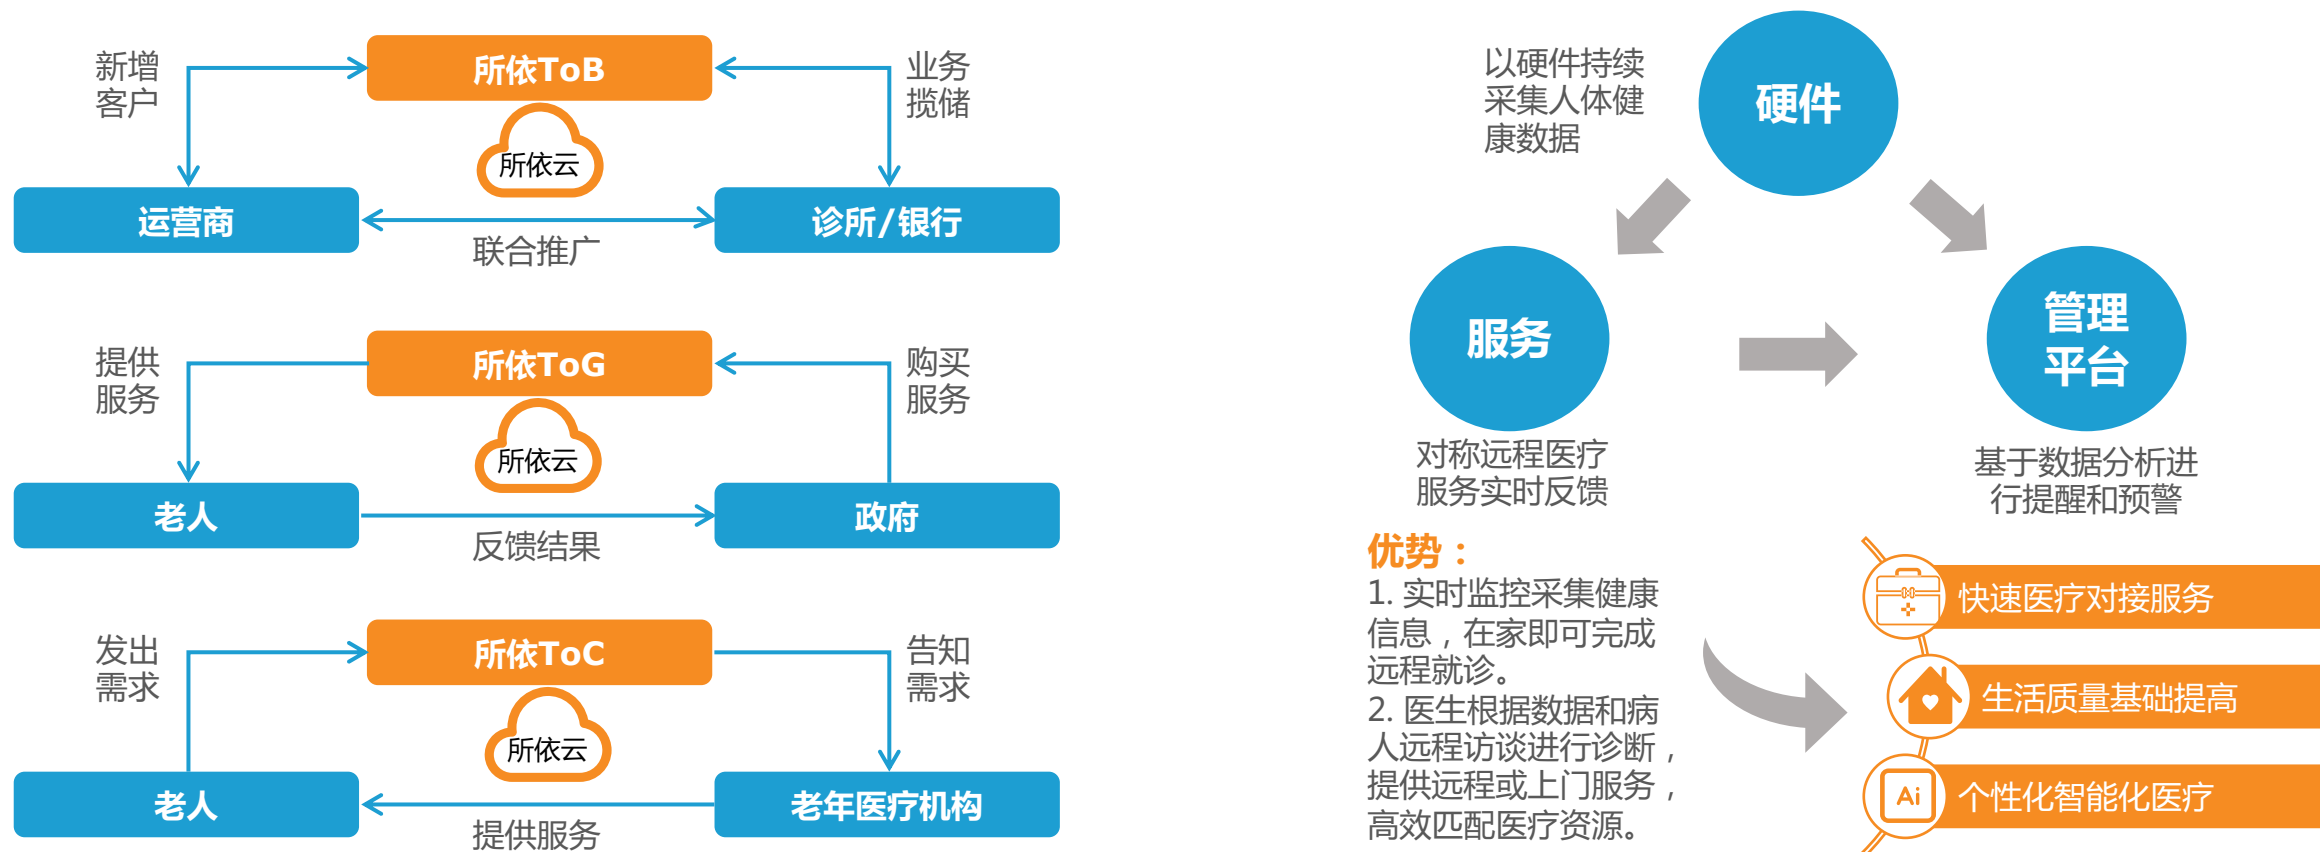 新增
客户
所依ToB
业务
揽储
所依云
运营商
诊所/银行
联合推广
提供
服务
所依ToG
购买
服务
所依云
老人
政府
反馈结果
发出
需求
所依ToC
告知
需求
所依云
老人
老年医疗机构
提供服务
以硬件持续
采集人体健
康数据
硬件
服务
管理
平台
对称远程医疗
服务实时反馈
基于数据分析进
行提醒和预警
优势：
1. 实时监控采集健康
信息，在家即可完成
远程就诊。
2. 医生根据数据和病
人远程访谈进行诊断，
提供远程或上门服务，
高效匹配医疗资源。
快速医疗对接服务
生活质量基础提高
Ai
个性化智能化医疗